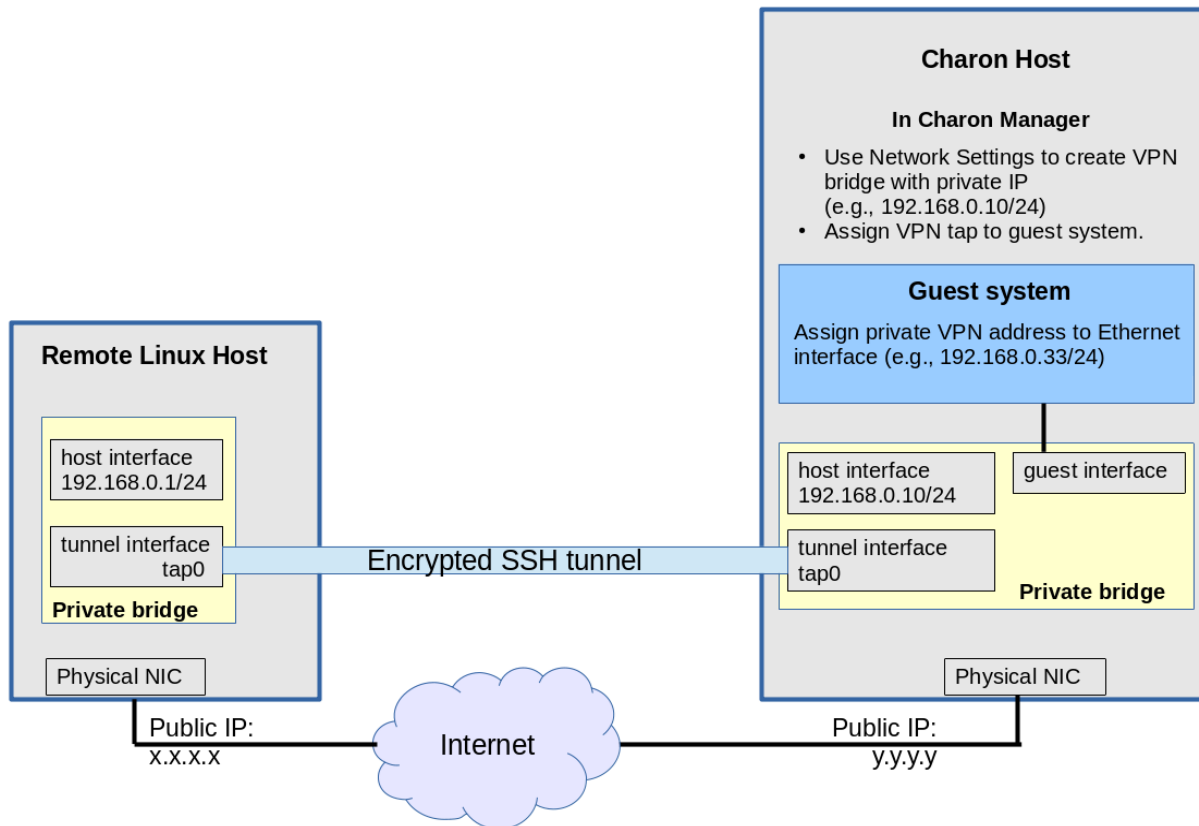 Charon Host
In Charon Manager
• Use Network Settings to create VPN
bridge with private IP
(e.g., 192.168.0.10/24)
• Assign VPN tap to guest system.
Guest system
Assign private VPN address to Ethernet
interface (e.g., 192.168.0.33/24)
Remote Linux Host
host interface
192.168.0.1/24
tunnel interface
tap0
Private bridge
Physical NIC
Encrypted SSH tunnel
host interface
192.168.0.10/24
guest interface
tunnel interface
tap0
Private bridge
Physical NIC
Public IP:
x.x.x.x
Internet
Public IP:
y.y.y.y